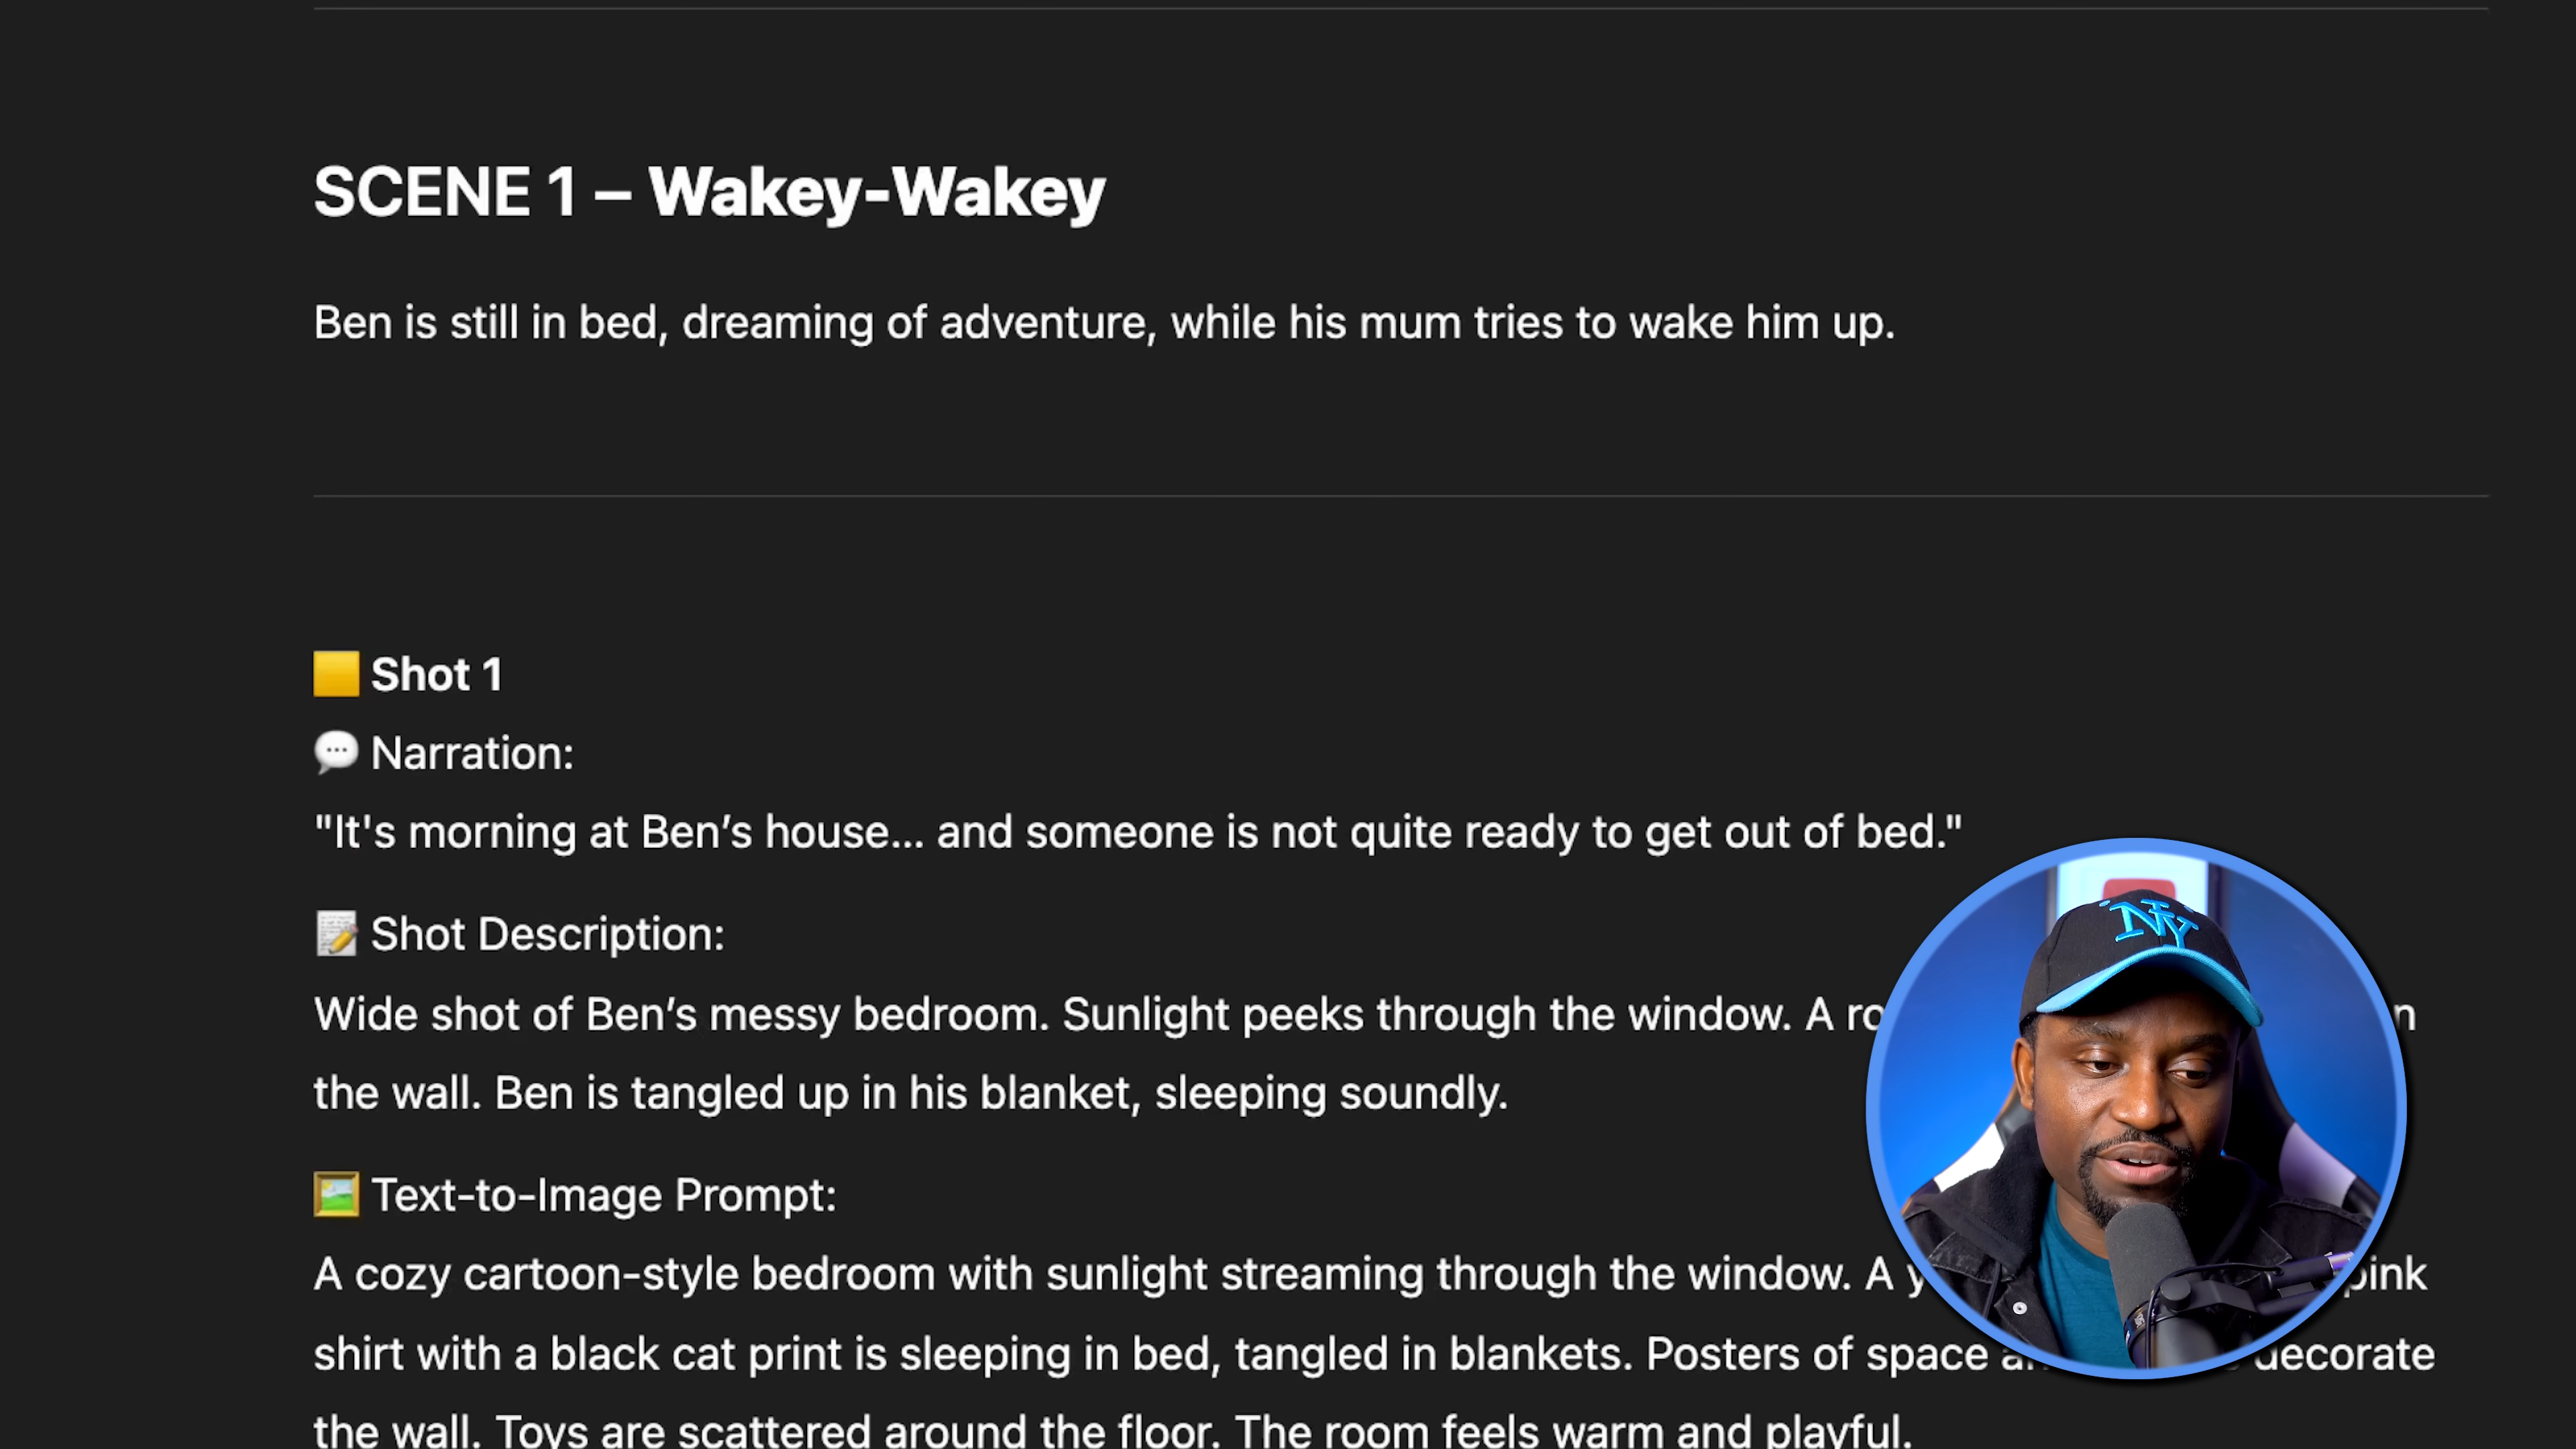 SCENE 1 – Wakey-Wakey
Ben is still in bed, dreaming of adventure, while his mum tries to wake him up.
Shot 1
Narration:
"It's morning at Ben’s house... and someone is not quite ready to get out of bed."
NY
Shot Description:
Wide shot of Ben’s messy bedroom. Sunlight peeks through the window. A
the wall. Ben is tangled up in his blanket, sleeping soundly.
Text-to-Image Prompt:
A cozy cartoon-style bedroom with sunlight streaming through the window. A pink
shirt with a black cat print is sleeping in bed, tangled in blankets. Posters of space decorate
the wall. Toys are scattered around the floor. The room feels warm and playful.